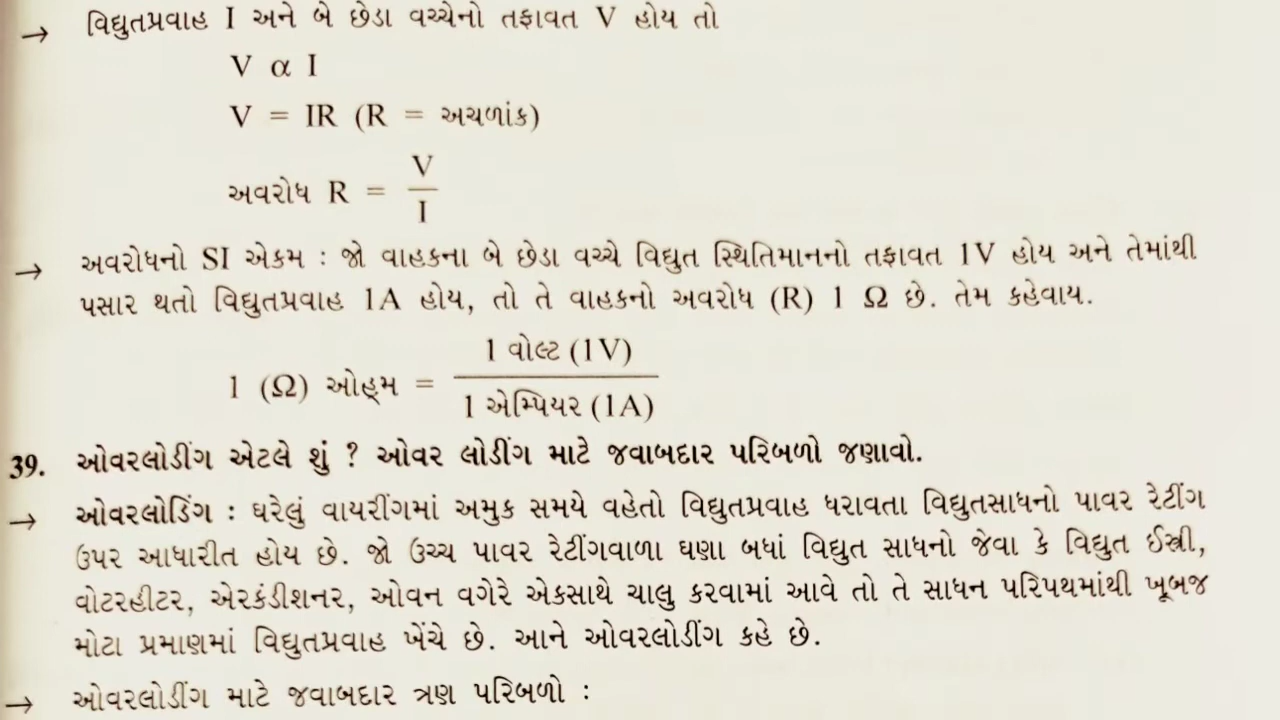 → વિદ્યુતપ્રવાહ I અને બે છેડા વચ્ચેનો તફાવત V હોય તો
V α I
V = IR (R = અચળાંક)
અવરોધ R = V
I
→ અવરોધનો SI એકમ : જો વાહકના બે છેડા વચ્ચે વિદ્યુત સ્થિતિમાનનો તફાવત 1V હોય અને તેમાંથી
પસાર થતો વિદ્યુતપ્રવાહ 1A હોય, તો તે વાહકનો અવરોધ (R) 1 Ω છે. તેમ કહેવાય.
1 વોલ્ટ (1V)
1 (Ω) ઓહ્મ =
1 એમ્પિયર (1A)
39. ઓવરલોડીંગ એટલે શું ? ઓવર લોડીંગ માટે જવાબદાર પરિબળો જણાવો.
→ ઓવરલોડિંગ : ઘરેલું વાયરીંગમાં અમુક સમયે વહેતો વિદ્યુતપ્રવાહ ધરાવતા વિદ્યુતસાધનો પાવર રેટીંગ
ઉપર આધારીત હોય છે. જો ઉચ્ચ પાવર રેટીંગવાળા ઘણા બધાં વિદ્યુત સાધનો જેવા કે વિદ્યુત ઈસ્ત્રી,
વોટરહીટર, એરકંડીશનર, ઓવન વગેરે એકસાથે ચાલુ કરવામાં આવે તો તે સાધન પરિપથમાંથી ખૂબજ
મોટા પ્રમાણમાં વિદ્યુતપ્રવાહ ખેંચે છે. આને ઓવરલોડીંગ કહે છે.
→ ઓવરલોડીંગ માટે જવાબદાર ત્રણ પરિબળો :